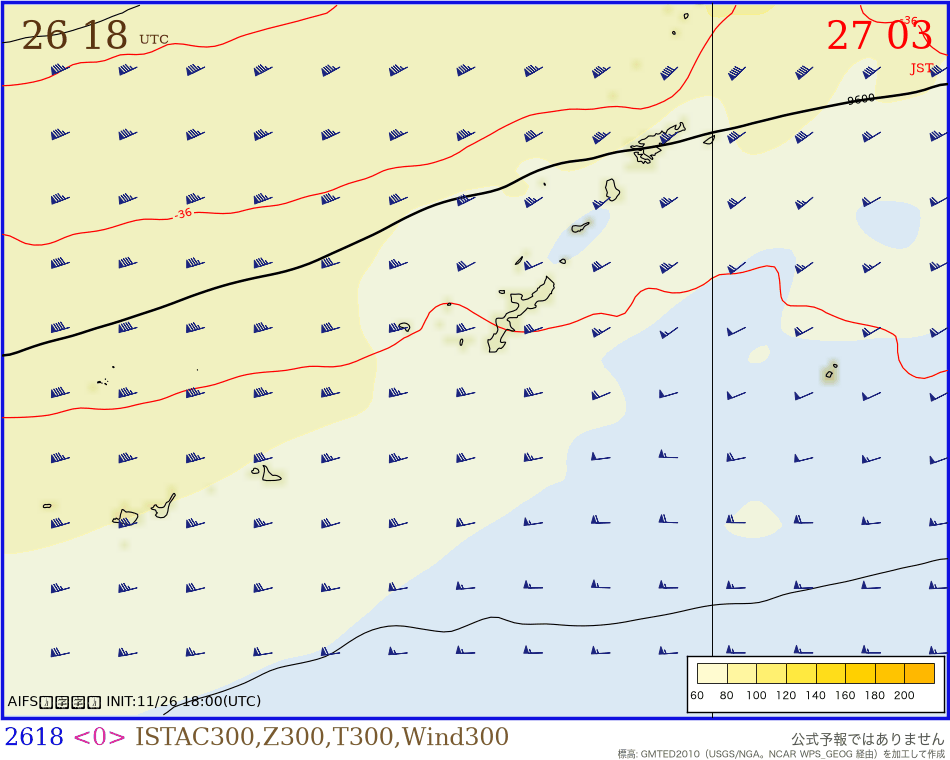 26 18 UTC
27 03
JST
-36
9600
-36
60 80 100 120 140 160 180 200
AIFS INIT:11/26 18:00(UTC)
2618 <0> ISTAC300,Z300,T300,Wind300
公式予報ではありません
標高: GMTED2010（USGS/NGA。NCAR WPS_GEOG 経由）を加工して作成